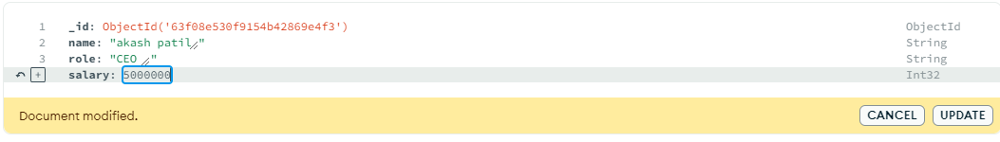 1 _id: ObjectId('63f08e530f9154b42869e4f3') ObjectId
2 name: "akash patil" String
3 role: "CEO " String
+ salary: 5000000 Int32
Document modified. CANCEL UPDATE